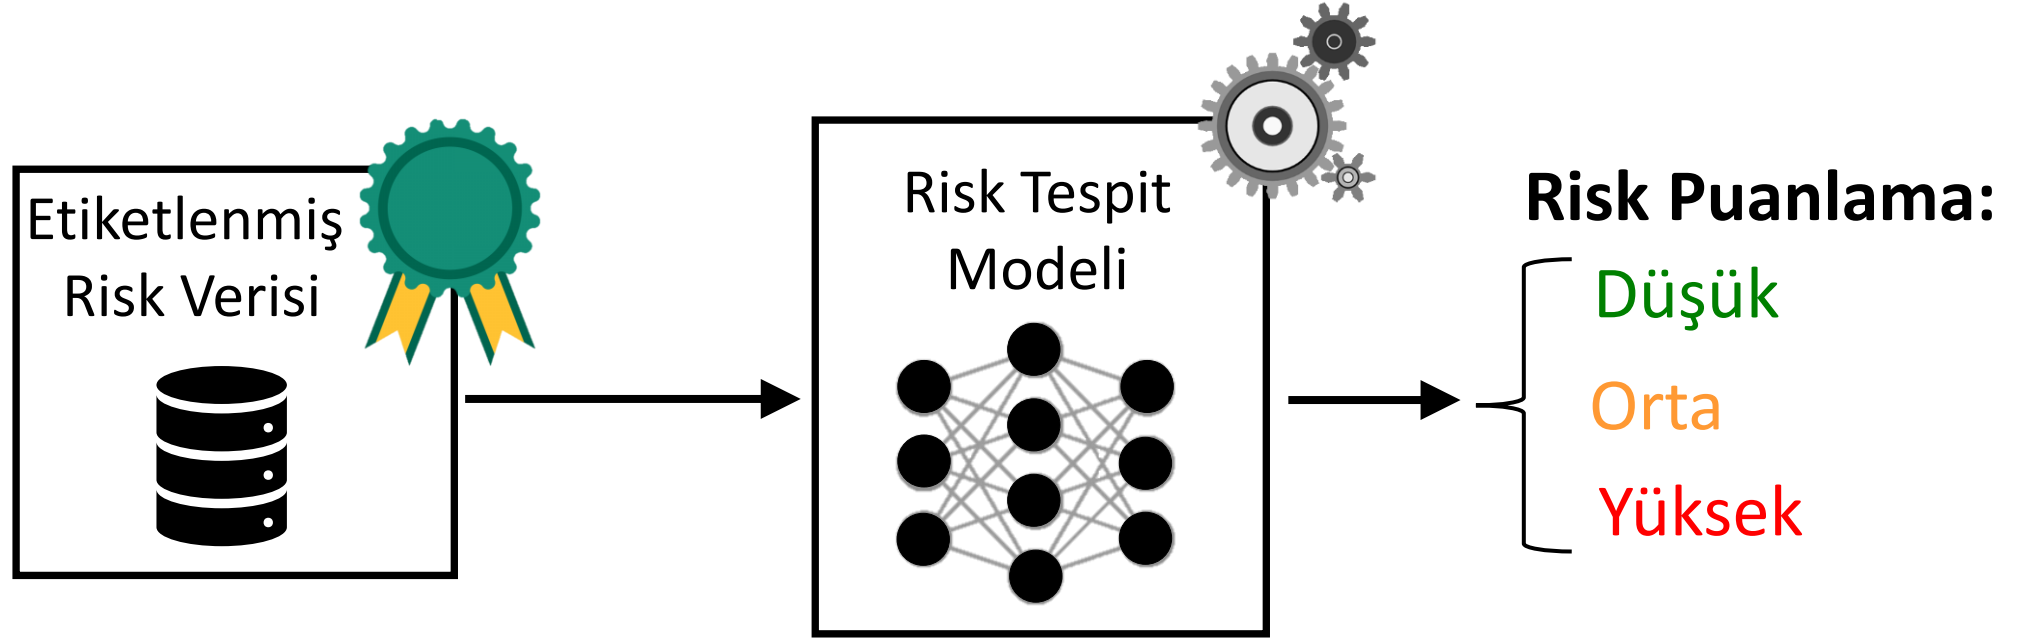 Etiketlenmiş
Risk Verisi
Risk Tespit
Modeli
Risk Puanlama:
Düşük
Orta
Yüksek